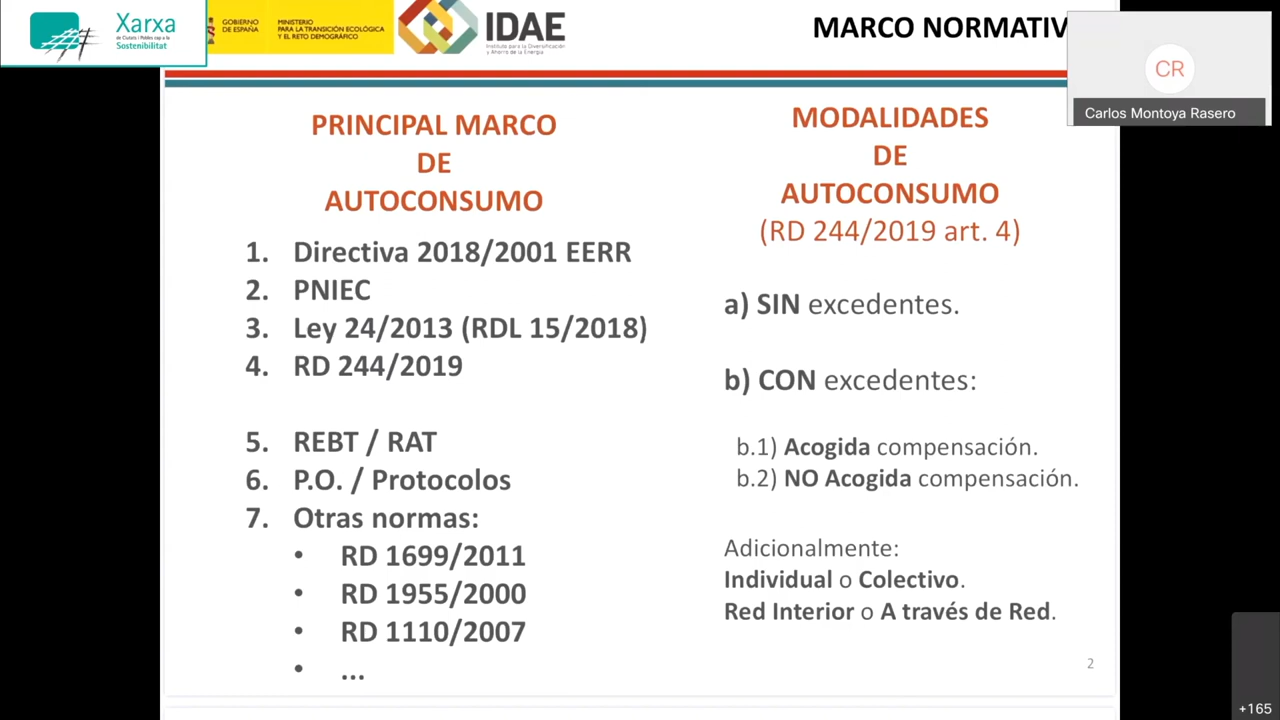 Xarxa
de Ciutats i Pobles cap a la
Sostenibilitat
GOBIERNO
DE ESPAÑA
MINISTERIO
PARA LA TRANSICIÓN ECOLÓGICA
Y EL RETO DEMOGRÁFICO
IDAE
Instituto para la Diversificación
y Ahorro de la Energía
MARCO NORMATIV
CR
Carlos Montoya Rasero
PRINCIPAL MARCO
DE
AUTOCONSUMO
1. Directiva 2018/2001 EERR
2. PNIEC
3. Ley 24/2013 (RDL 15/2018)
4. RD 244/2019
5. REBT / RAT
6. P.O. / Protocolos
7. Otras normas:
• RD 1699/2011
• RD 1955/2000
• RD 1110/2007
• ...
MODALIDADES
DE
AUTOCONSUMO
(RD 244/2019 art. 4)
a) SIN excedentes.
b) CON excedentes:
b.1) Acogida compensación.
b.2) NO Acogida compensación.
Adicionalmente:
Individual o Colectivo.
Red Interior o A través de Red.
2
+165